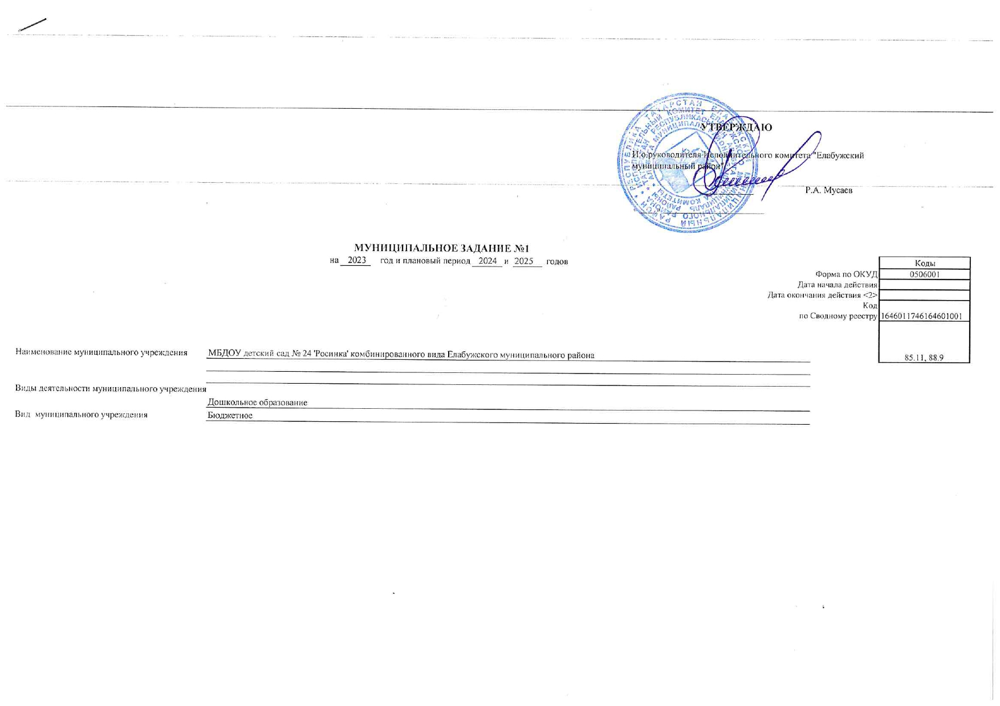 УТВЕРЖДАЮ
И.о.руководителя Исполнительного комитета "Елабужский
муниципальный район"
Р.А. Мусаев
МУНИЦИПАЛЬНОЕ ЗАДАНИЕ №1
на 2023 год и плановый период 2024 и 2025 годов
Коды
Форма по ОКУД 0506001
Дата начала действия
Дата окончания действия <2>
Код
по Сводному реестру 1646011746164601001
Наименование муниципального учреждения МБДОУ детский сад № 24 'Росинка' комбинированного вида Елабужского муниципального района
85.11, 88.9
Виды деятельности муниципального учреждения
Дошкольное образование
Вид муниципального учреждения Бюджетное